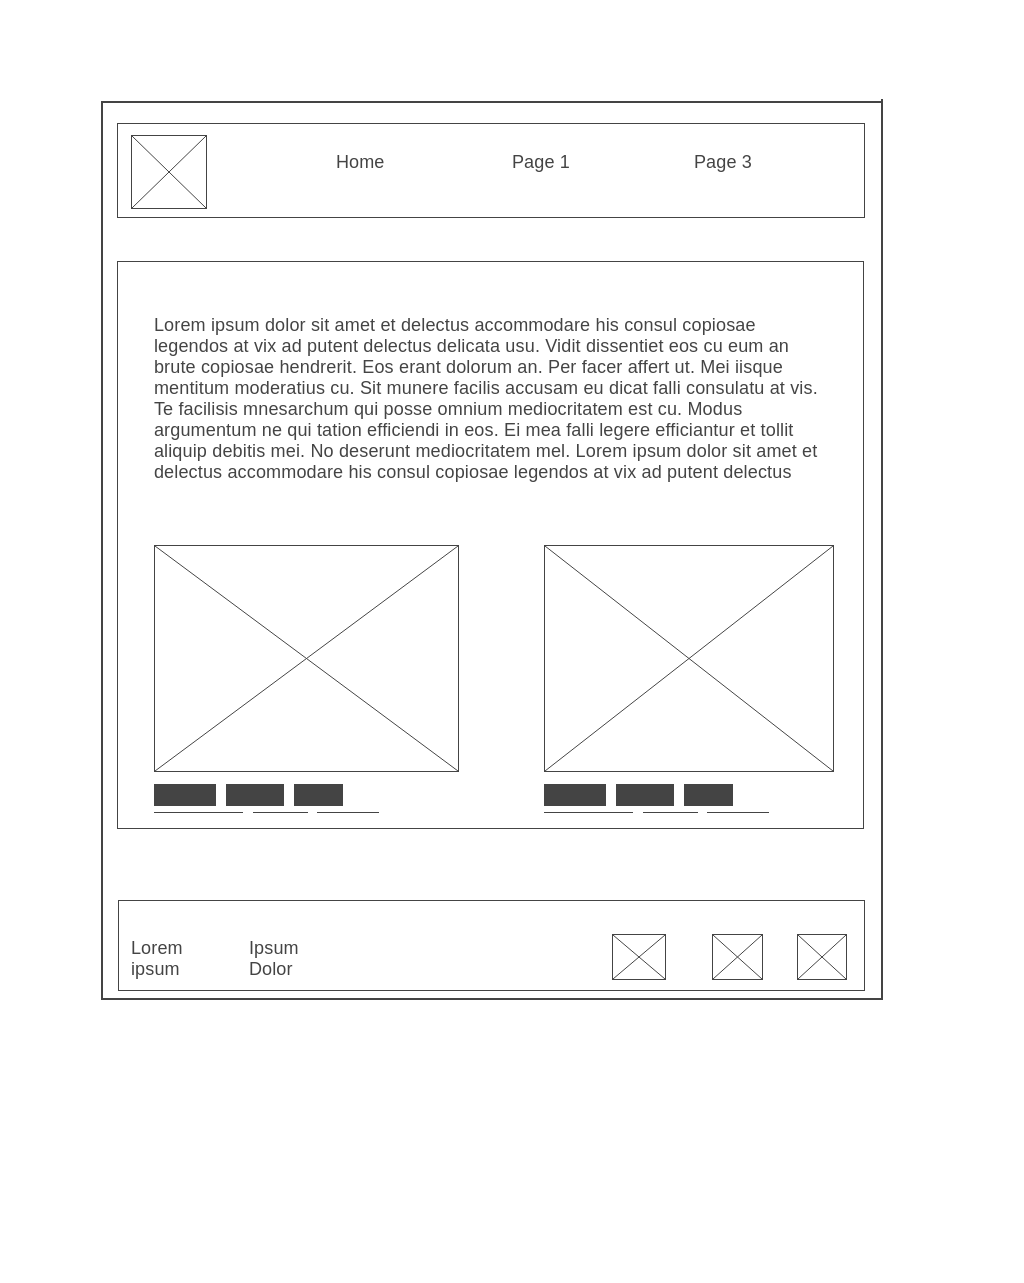 Home Page 1 Page 3
Lorem ipsum dolor sit amet et delectus accommodare his consul copiosae
legendos at vix ad putent delectus delicata usu. Vidit dissentiet eos cu eum an
brute copiosae hendrerit. Eos erant dolorum an. Per facer affert ut. Mei iisque
mentitum moderatius cu. Sit munere facilis accusam eu dicat falli consulatu at vis.
Te facilisis mnesarchum qui posse omnium mediocritatem est cu. Modus
argumentum ne qui tation efficiendi in eos. Ei mea falli legere efficiantur et tollit
aliquip debitis mei. No deserunt mediocritatem mel. Lorem ipsum dolor sit amet et
delectus accommodare his consul copiosae legendos at vix ad putent delectus
Lorem
ipsum
Ipsum
Dolor